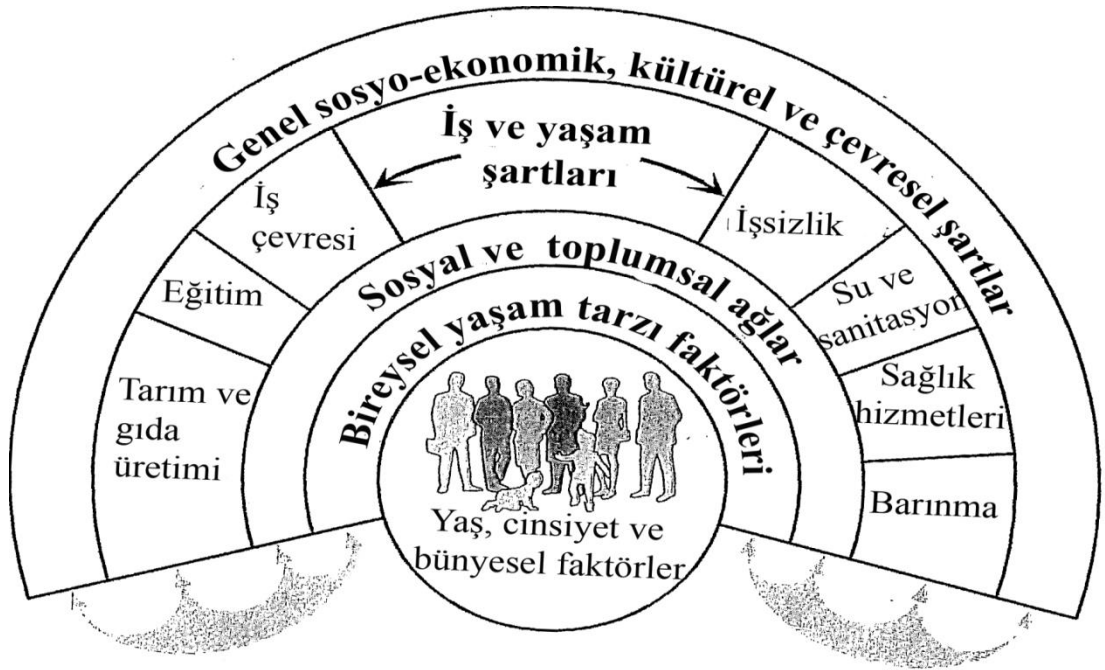 Genel sosyo-ekonomik, kültürel ve çevresel şartlar
İş ve yaşam
şartları
İş
çevresi
İşsizlik
Eğitim
Su ve
sanitasyon
Tarım ve
gıda
üretimi
Sağlık
hizmetleri
Barınma
Sosyal ve toplumsal ağlar
Bireysel yaşam tarzı faktörleri
Yaş, cinsiyet ve
bünyesel faktörler